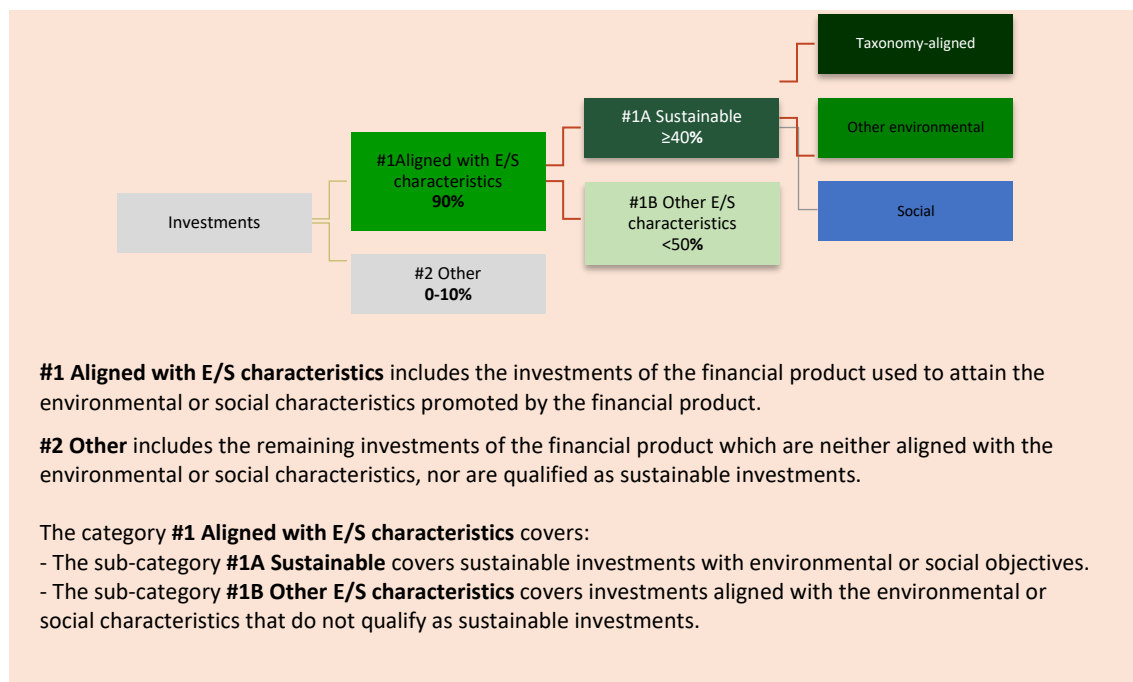 Taxonomy-aligned
#1A Sustainable
≥40%
Other environmental
#1Aligned with E/S
characteristics
90%
#1B Other E/S
characteristics
<50%
Social
Investments
#2 Other
0-10%
#1 Aligned with E/S characteristics includes the investments of the financial product used to attain the
environmental or social characteristics promoted by the financial product.
#2 Other includes the remaining investments of the financial product which are neither aligned with the
environmental or social characteristics, nor are qualified as sustainable investments.
The category #1 Aligned with E/S characteristics covers:
- The sub-category #1A Sustainable covers sustainable investments with environmental or social objectives.
- The sub-category #1B Other E/S characteristics covers investments aligned with the environmental or
social characteristics that do not qualify as sustainable investments.